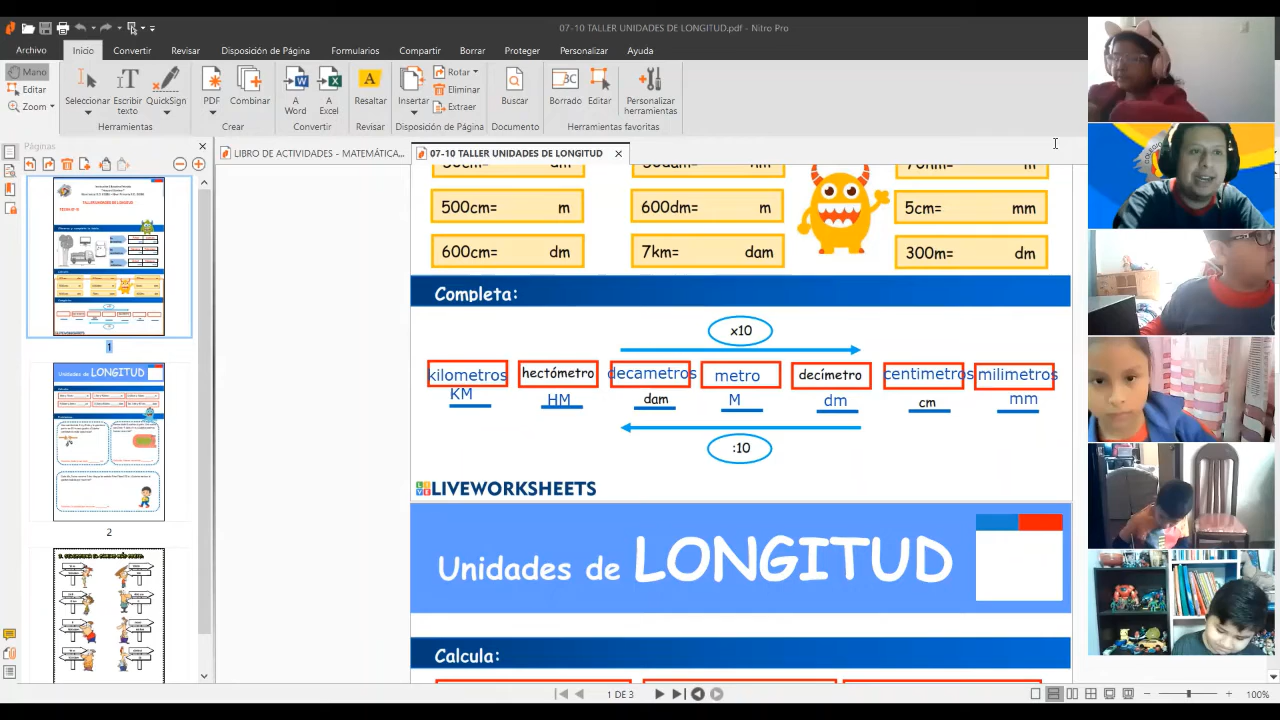 07-10 TALLER UNIDADES DE LONGITUD.pdf - Nitro Pro
Archivo Inicio Convertir Revisar Disposición de Página Formularios Compartir Borrar Proteger Personalizar Ayuda
Mano
Editar
Zoom
Seleccionar
Escribir texto
QuickSign
Herramientas
PDF
Combinar
Crear
A Word
A Excel
Convertir
Resaltar
Revisar
Insertar
Rotar
Eliminar
Extraer
Disposición de Página
Buscar
Documento
Borrado
Editar
Personalizar herramientas
Herramientas favoritas
Páginas
LIBRO DE ACTIVIDADES - MATEMÁTICA...
07-10 TALLER UNIDADES DE LONGITUD
1
2
500cm= m
600dm= m
5cm= mm
600cm= dm
7km= dam
300m= dm
Completa:
x10
kilometros hectómetro decametros metro decímetro centimetros milimetros
KM HM dam M dm cm mm
:10
LIVEWORKSHEETS
Unidades de LONGITUD
Calcula:
1 DE 3
100%